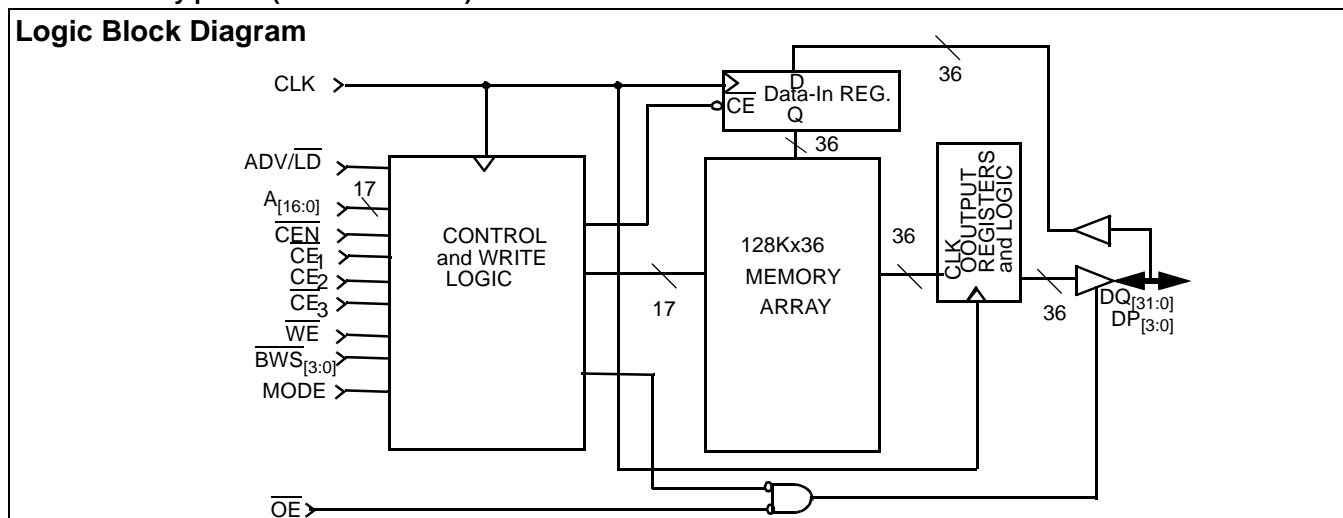 Logic Block Diagram
CLK
ADV/LD
A[16:0]
17
CEN
CE1
CE2
CE3
WE
BWS[3:0]
MODE
OE
CONTROL
and WRITE
LOGIC
D
CE
Data-In REG.
Q
36
36
17
128Kx36
MEMORY
ARRAY
36
CLK
OOUTPUT
REGISTERS
and LOGIC
36
DQ[31:0]
DP[3:0]